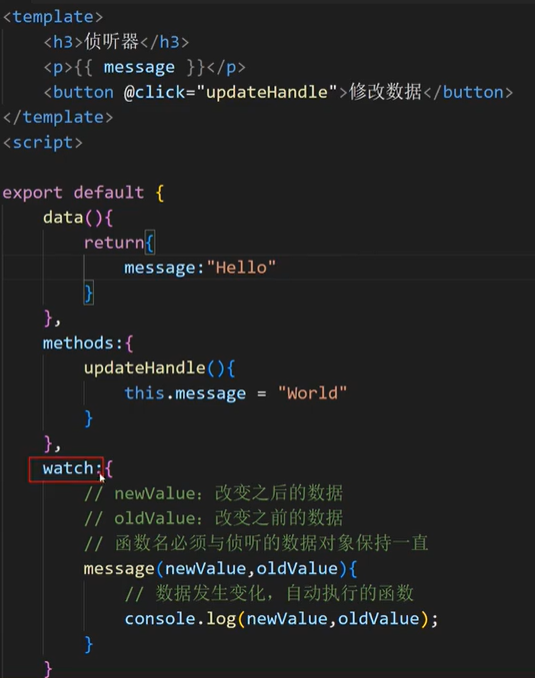 <template>
<h3>侦听器</h3>
<p>{{ message }}</p>
<button @click="updateHandle">修改数据</button>
</template>
<script>
export default {
data(){
return{
message:"Hello"
}
},
methods:{
updateHandle(){
this.message = "World"
}
},
watch:{
// newValue：改变之后的数据
// oldValue：改变之前的数据
// 函数名必须与侦听的数据对象保持一直
message(newValue,oldValue){
// 数据发生变化，自动执行的函数
console.log(newValue,oldValue);
}
}